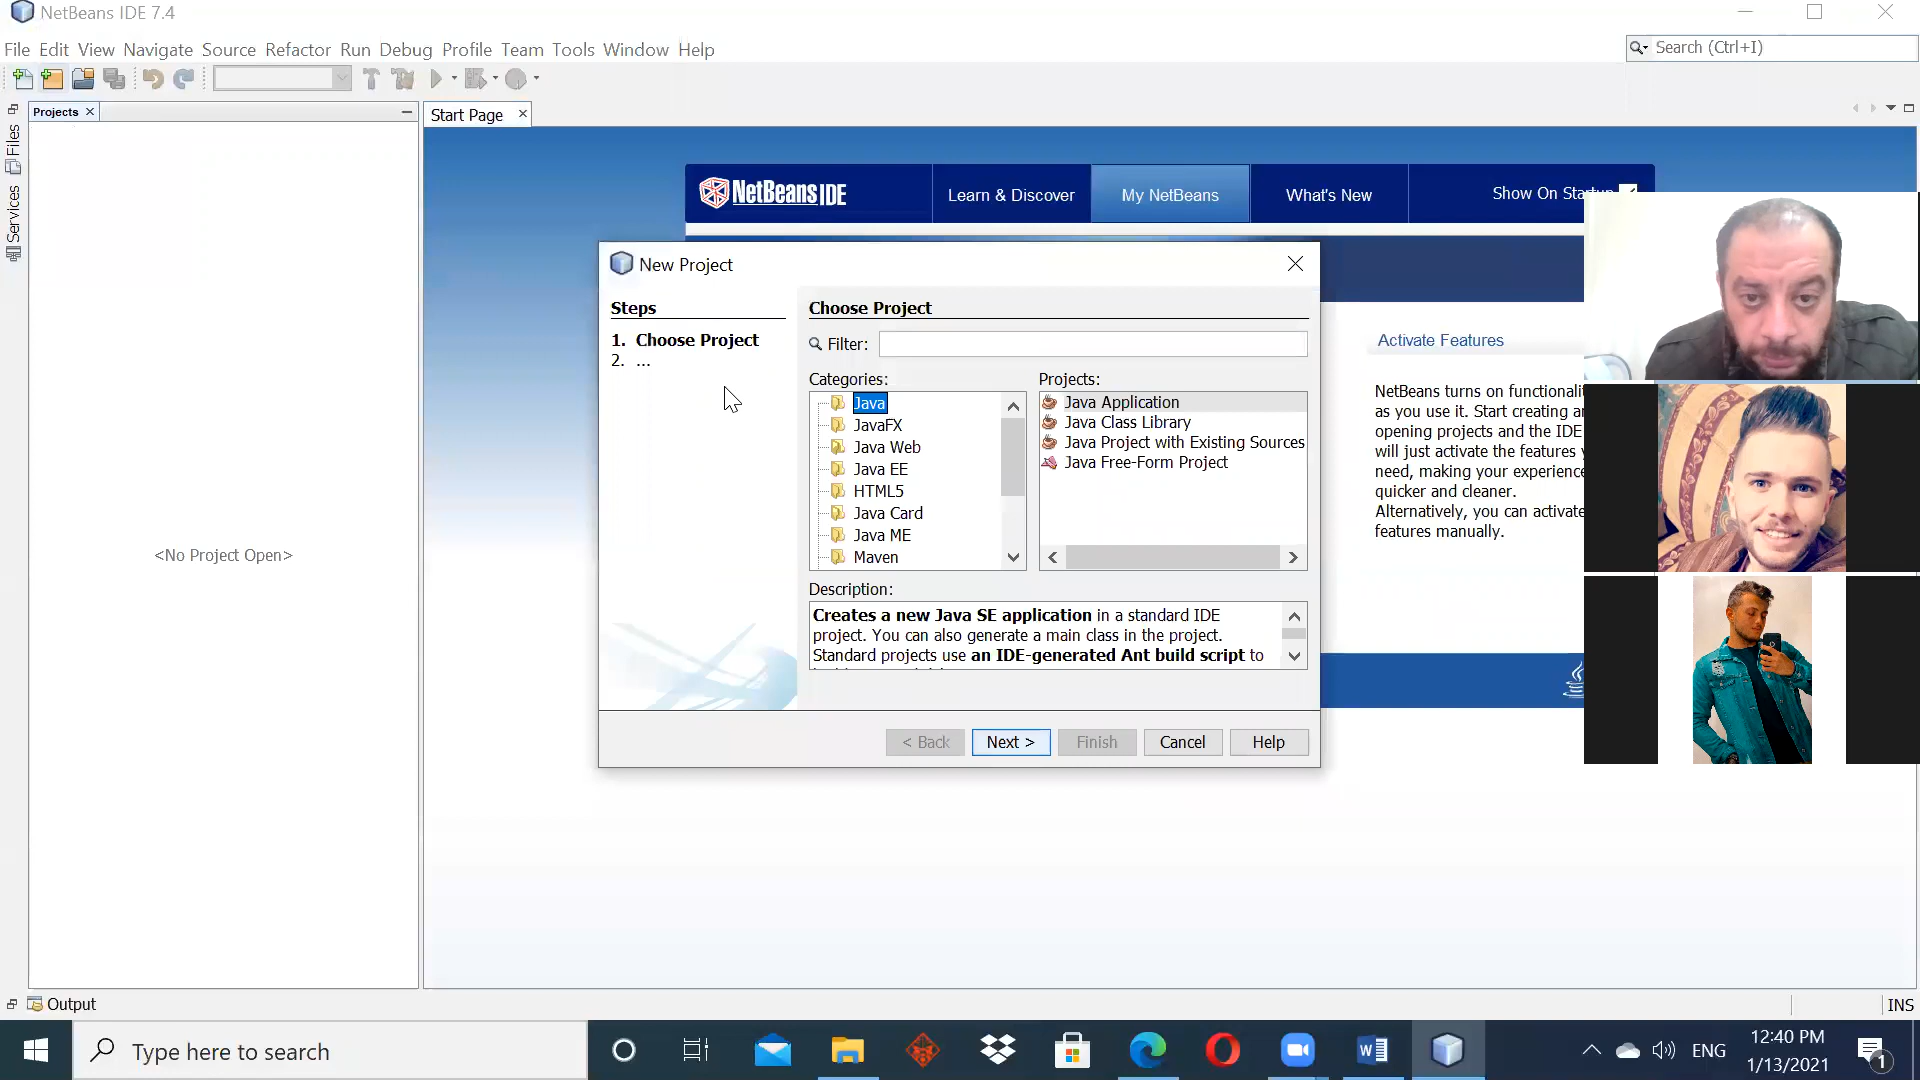 NetBeans IDE 7.4
File Edit View Navigate Source Refactor Run Debug Profile Team Tools Window Help
Search (Ctrl+I)
Projects
Start Page
Files
Services
NetBeans IDE
Learn & Discover
My NetBeans
What's New
Show On Startup
New Project
Steps
1. Choose Project
2. ...
Choose Project
Filter:
Categories:
Java
JavaFX
Java Web
Java EE
HTML5
Java Card
Java ME
Maven
Projects:
Java Application
Java Class Library
Java Project with Existing Sources
Java Free-Form Project
Description:
Creates a new Java SE application in a standard IDE
project. You can also generate a main class in the project.
Standard projects use an IDE-generated Ant build script to
< Back
Next >
Finish
Cancel
Help
Activate Features
NetBeans turns on functionali
as you use it. Start creating a
opening projects and the IDE
will just activate the features y
need, making your experience
quicker and cleaner.
Alternatively, you can activate
features manually.
<No Project Open>
Output
INS
Type here to search
ENG
12:40 PM
1/13/2021
1